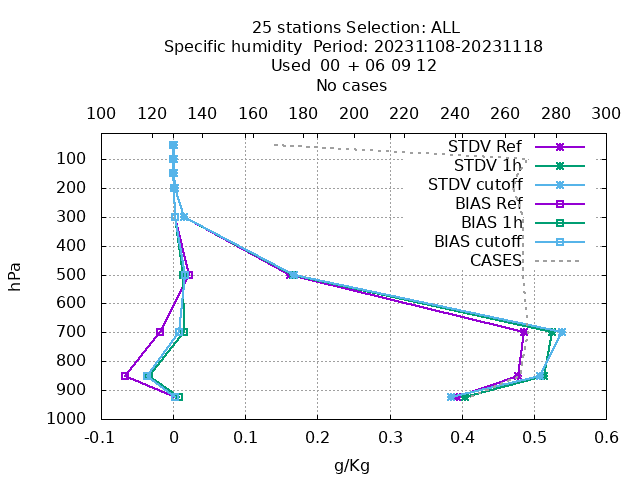 25 stations Selection: ALL
Specific humidity  Period: 20231108-20231118
Used  00 + 06 09 12
No cases
100 120 140 160 180 200 220 240 260 280 300
STDV Ref
STDV 1h
STDV cutoff
BIAS Ref
BIAS 1h
BIAS cutoff
CASES
hPa
100
200
300
400
500
600
700
800
900
1000
-0.1 0 0.1 0.2 0.3 0.4 0.5 0.6
g/Kg